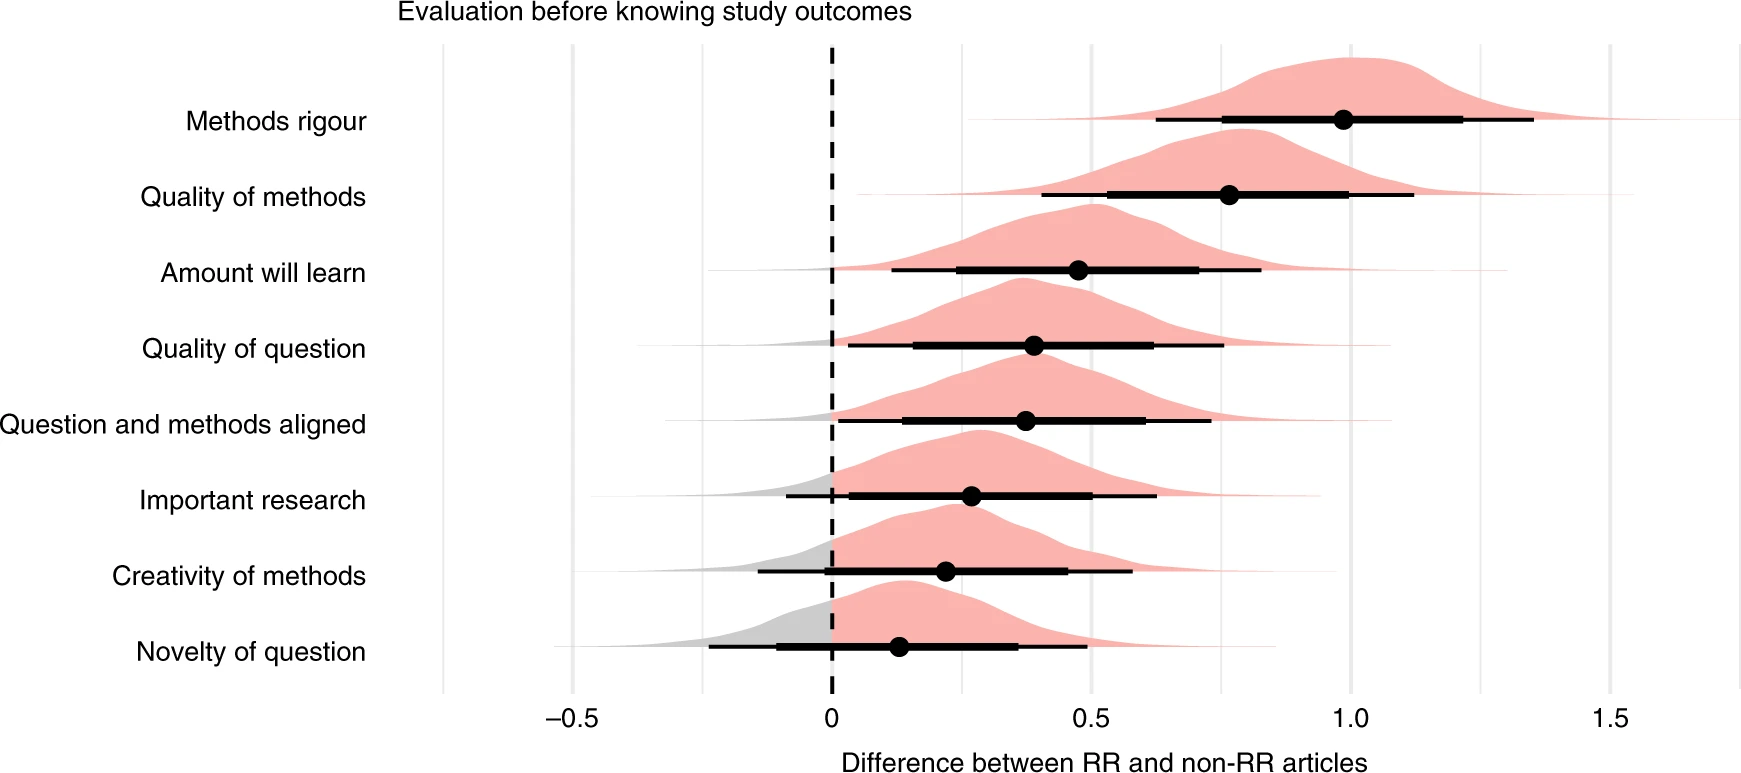 Evaluation before knowing study outcomes
Methods rigour
Quality of methods
Amount will learn
Quality of question
Question and methods aligned
Important research
Creativity of methods
Novelty of question
–0.5 0 0.5 1.0 1.5
Difference between RR and non-RR articles